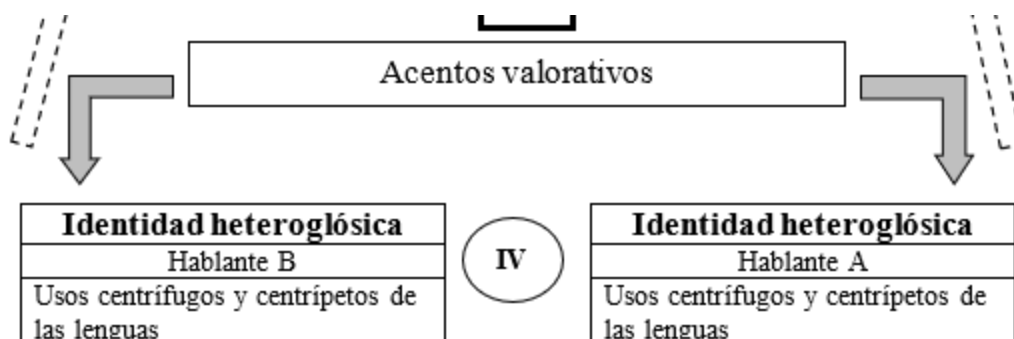 Acentos valorativos
Identidad heteroglósica
Hablante B
Usos centrífugos y centrípetos de
las lenguas
IV
Identidad heteroglósica
Hablante A
Usos centrífugos y centrípetos de
las lenguas